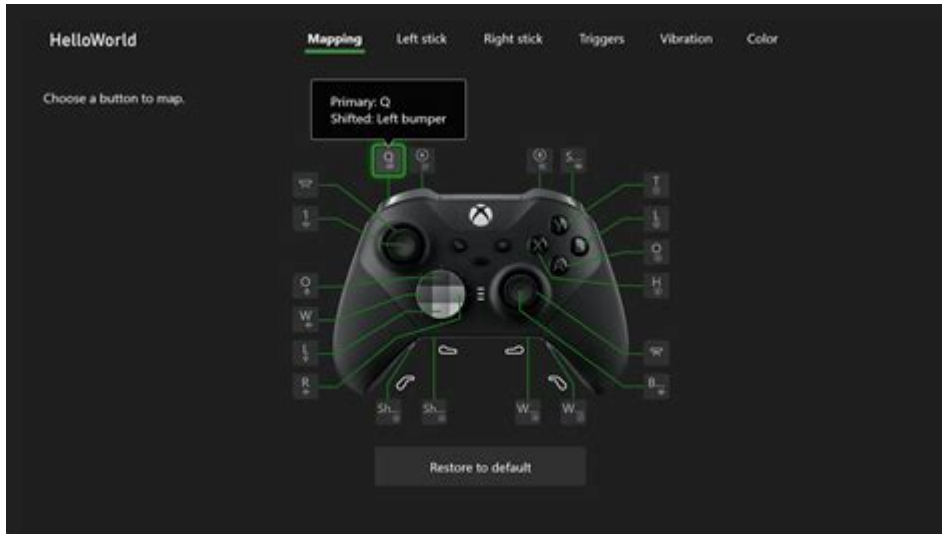 HelloWorld
Mapping
Left stick
Right stick
Triggers
Vibration
Color
Choose a button to map.
Primary: Q
Shifted: Left bumper
Q
S...
T
1
L
O
H
O
W
L
R
B...
Sh...
Sh...
W...
W...
Restore to default